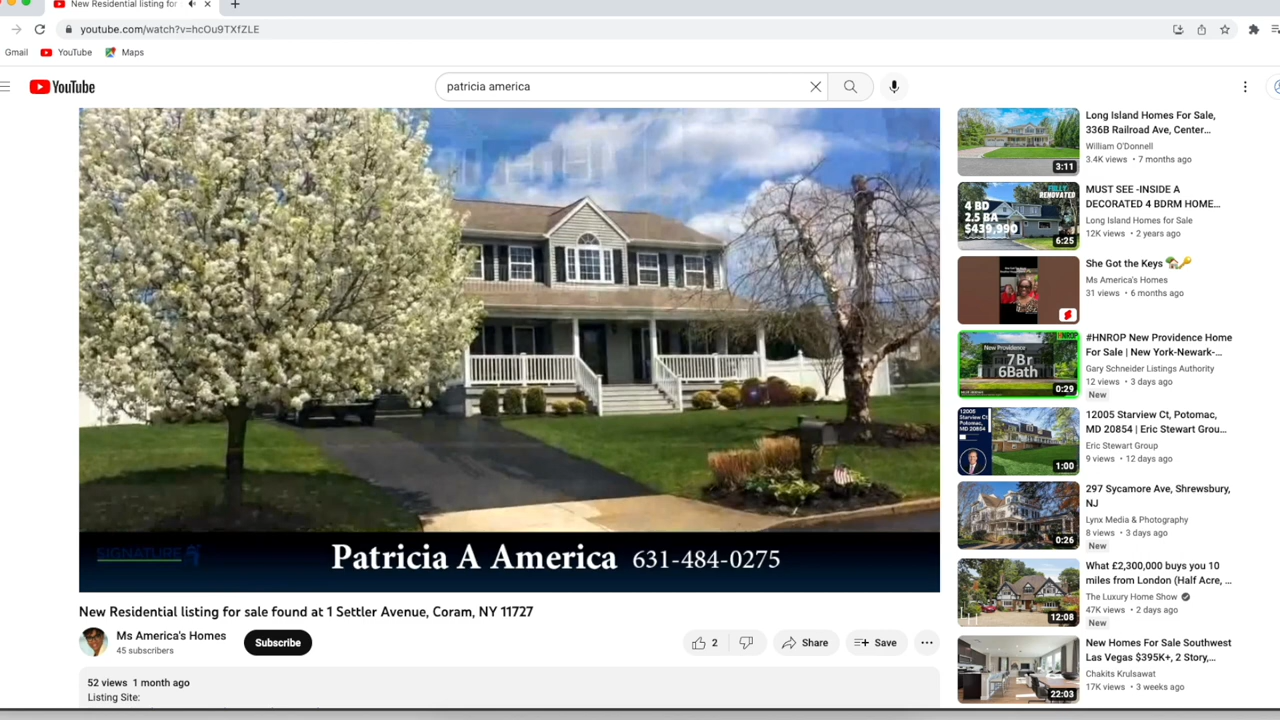 New Residential listing for
youtube.com/watch?v=hcOu9TXfZLE
Gmail
YouTube
Maps
YouTube
patricia america
SIGNATURE
Patricia A America 631-484-0275
New Residential listing for sale found at 1 Settler Avenue, Coram, NY 11727
Ms America's Homes
45 subscribers
Subscribe
2
Share
Save
52 views 1 month ago
Listing Site:
3:11
Long Island Homes For Sale,
336B Railroad Ave, Center...
William O'Donnell
3.4K views • 7 months ago
FULLY
RENOVATED
4 BD
2.5 BA
$439,990
6:25
MUST SEE -INSIDE A
DECORATED 4 BDRM HOME...
Long Island Homes for Sale
12K views • 2 years ago
She Got the Keys 🏡🔑
Ms America's Homes
31 views • 6 months ago
HNROP
New Providence
7Br
6Bath
0:29
#HNROP New Providence Home
For Sale | New York-Newark-...
Gary Schneider Listings Authority
12 views • 3 days ago
New
12005
Starview Ct,
Potomac,
MD 20854
1:00
12005 Starview Ct, Potomac,
MD 20854 | Eric Stewart Grou...
Eric Stewart Group
9 views • 12 days ago
0:26
297 Sycamore Ave, Shrewsbury,
NJ
Lynx Media & Photography
8 views • 3 days ago
New
12:08
What £2,300,000 buys you 10
miles from London (Half Acre, ...
The Luxury Home Show
47K views • 2 days ago
New
22:03
New Homes For Sale Southwest
Las Vegas $395K+, 2 Story,...
Chakits Krulsawat
17K views • 3 weeks ago